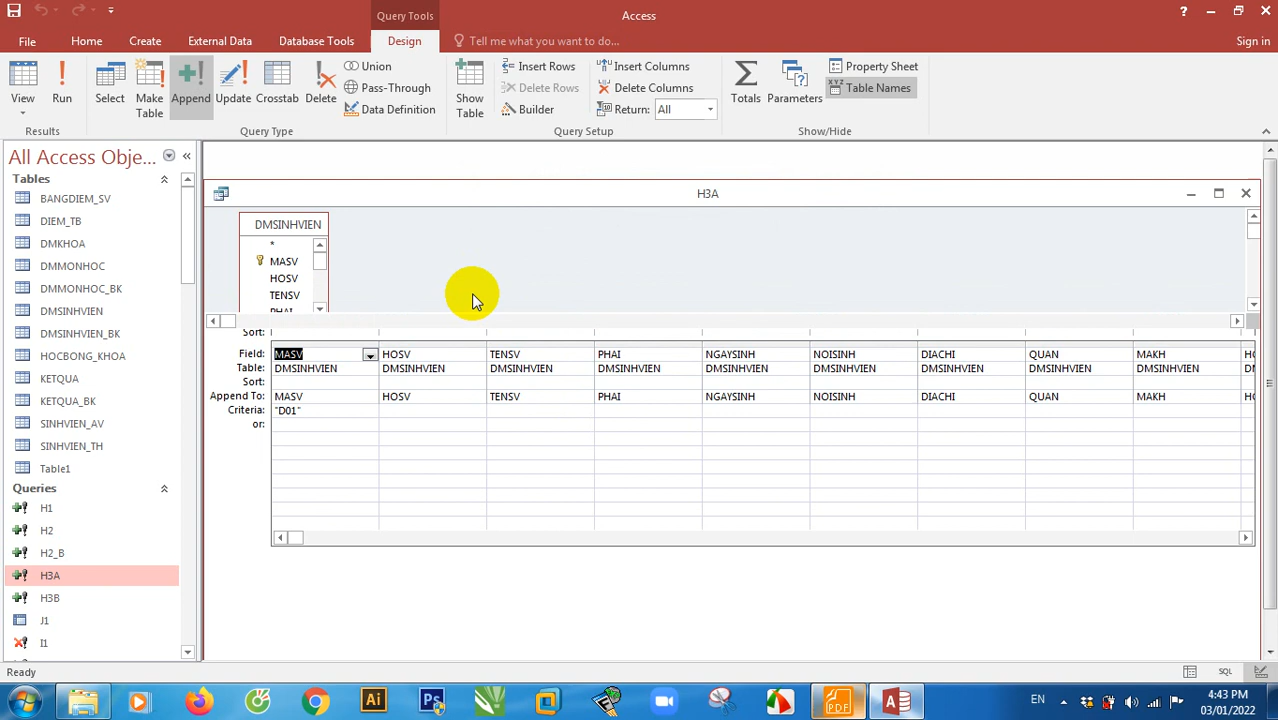 Query Tools
Access
File
Home
Create
External Data
Database Tools
Design
Tell me what you want to do...
Sign in
View
Run
Select
Make Table
Append
Update
Crosstab
Delete
Union
Pass-Through
Data Definition
Show Table
Insert Rows
Delete Rows
Builder
Insert Columns
Delete Columns
Return: All
Totals
Parameters
Property Sheet
Table Names
Results
Query Type
Query Setup
Show/Hide
All Access Obje...
Tables
BANGDIEM_SV
DIEM_TB
DMKHOA
DMMONHOC
DMMONHOC_BK
DMSINHVIEN
DMSINHVIEN_BK
HOCBONG_KHOA
KETQUA
KETQUA_BK
SINHVIEN_AV
SINHVIEN_TH
Table1
Queries
H1
H2
H2_B
H3A
H3B
J1
I1
H3A
DMSINHVIEN
*
MASV
HOSV
TENSV
PHAI
Sort:
Field: MASV HOSV TENSV PHAI NGAYSINH NOISINH DIACHI QUAN MAKH HO
Table: DMSINHVIEN DMSINHVIEN DMSINHVIEN DMSINHVIEN DMSINHVIEN DMSINHVIEN DMSINHVIEN DMSINHVIEN DMSINHVIEN
Sort:
Append To: MASV HOSV TENSV PHAI NGAYSINH NOISINH DIACHI QUAN MAKH
Criteria: "D01"
or:
Ready
SQL
Ai
Ps
PDF
EN
4:43 PM
03/01/2022